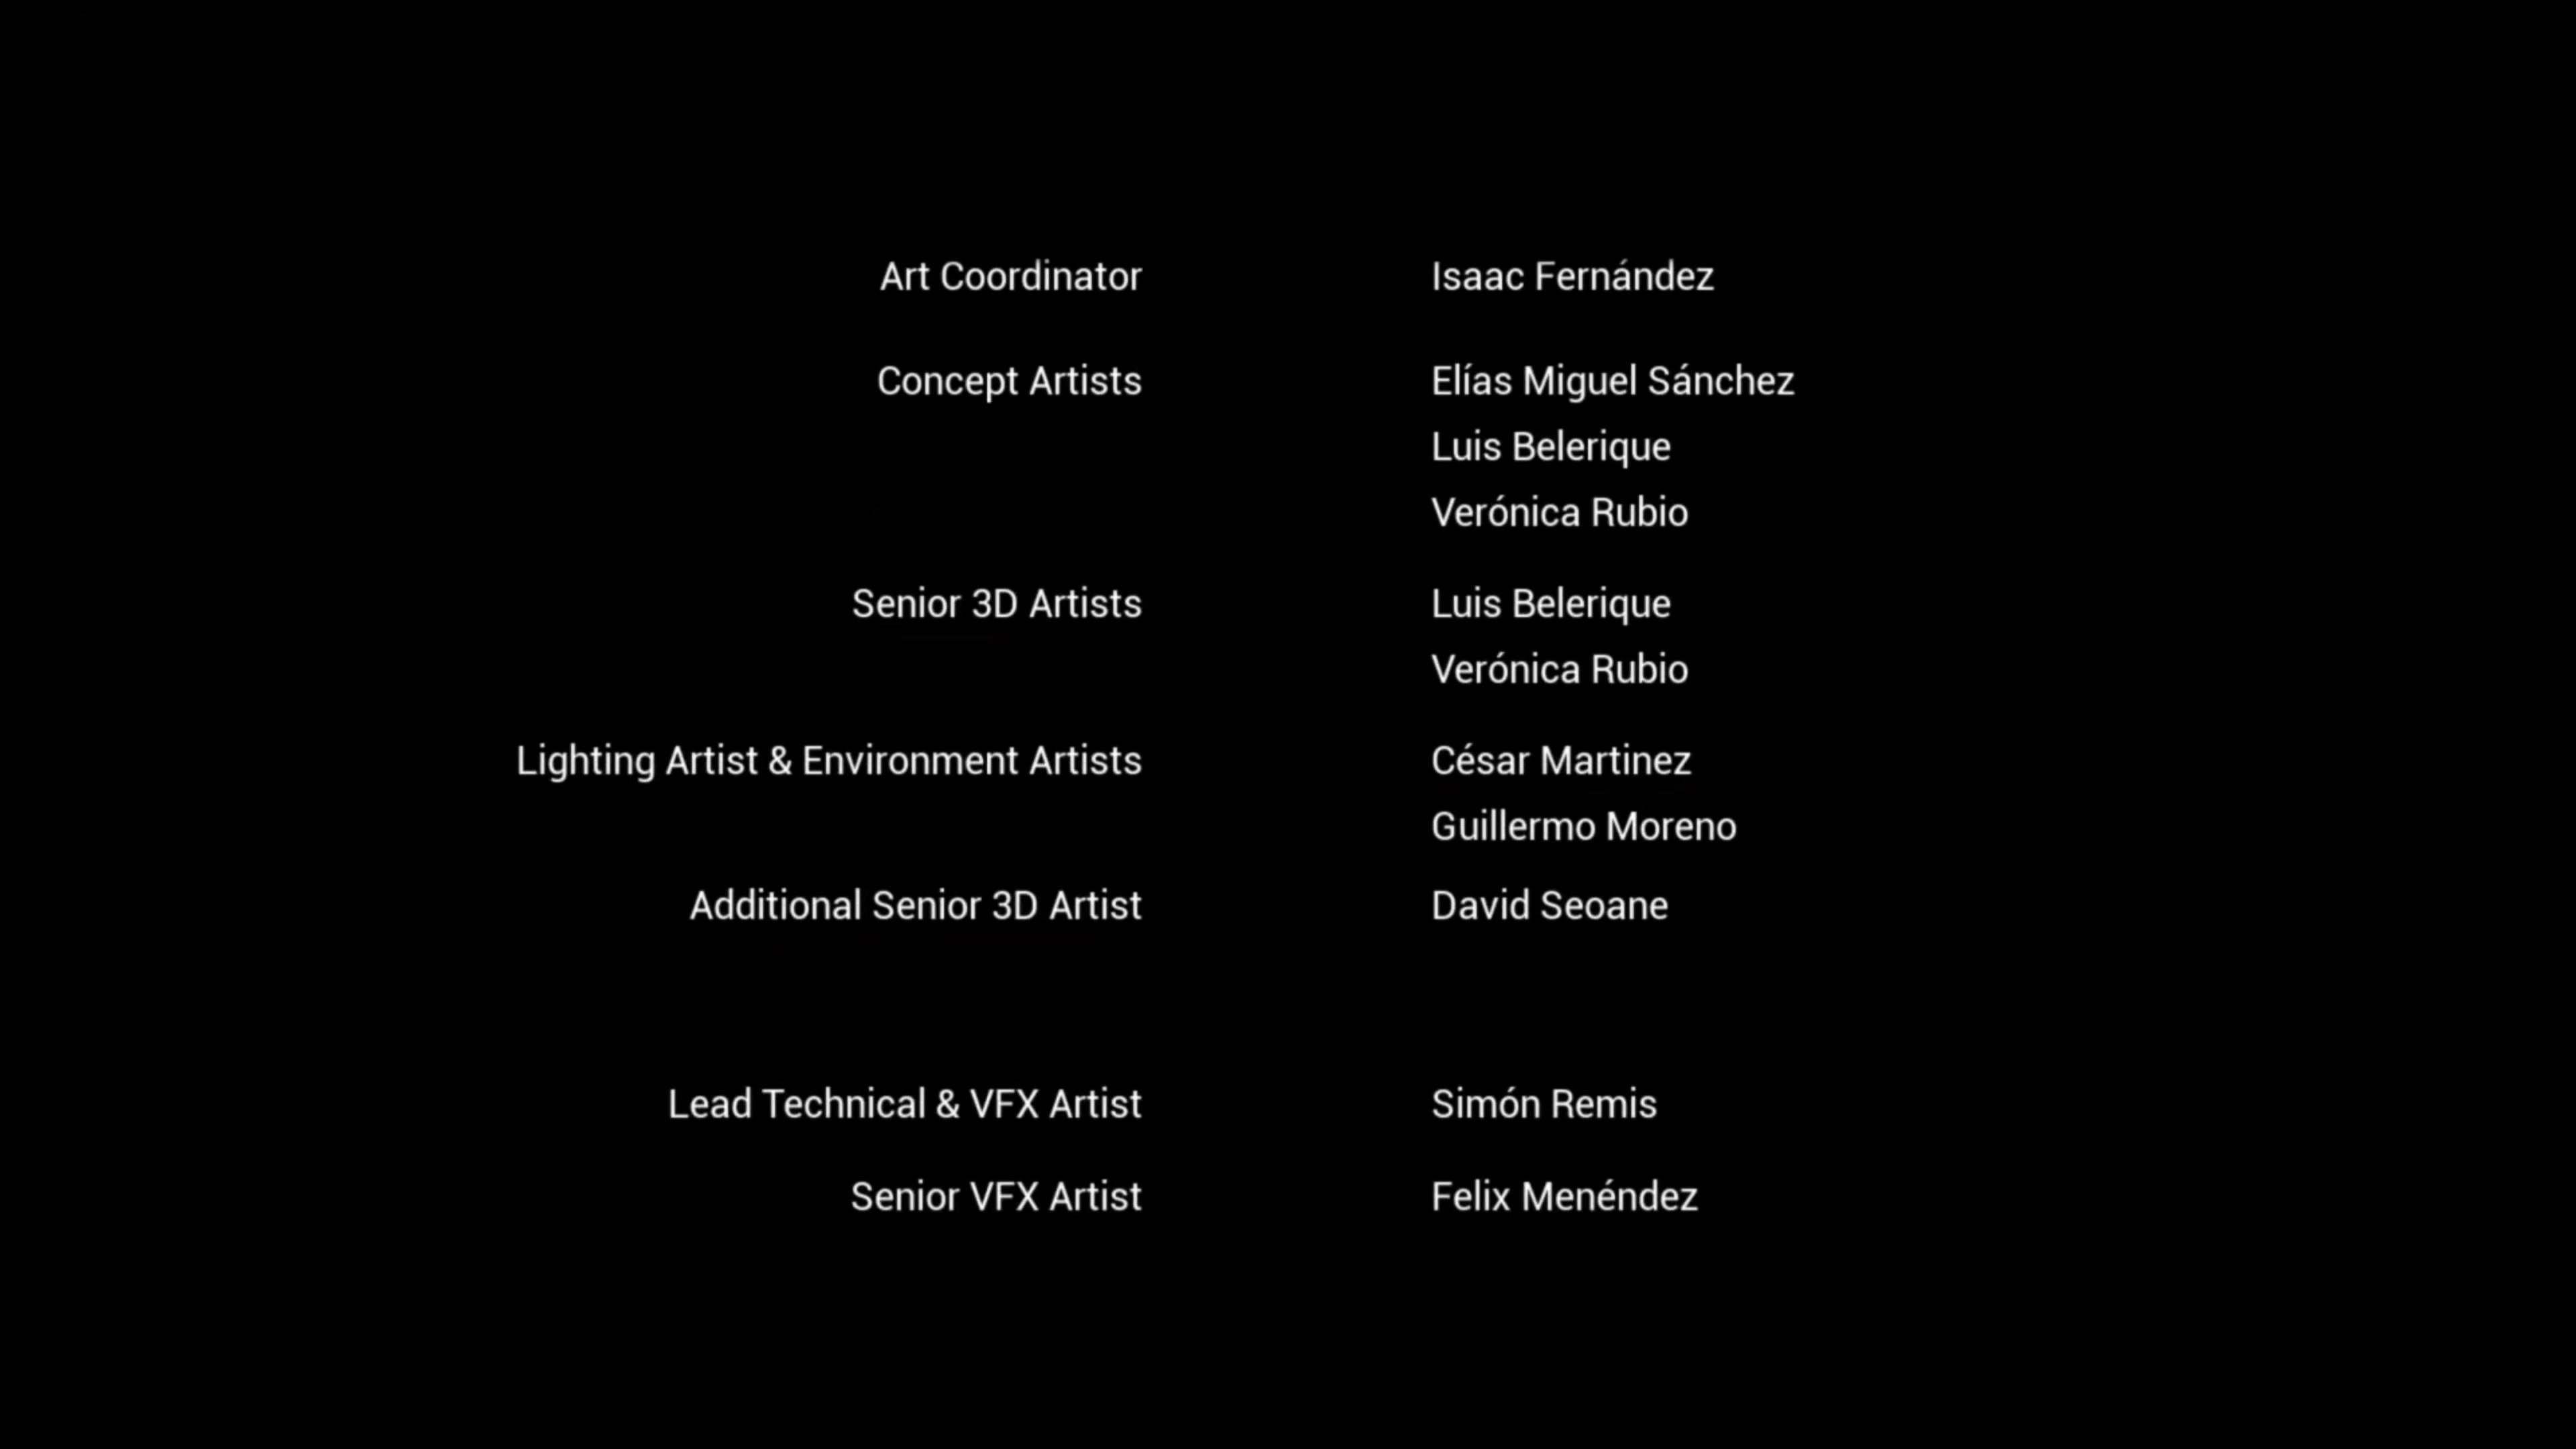 Art Coordinator Isaac Fernández
Concept Artists Elías Miguel Sánchez
Luis Belerique
Verónica Rubio
Senior 3D Artists Luis Belerique
Verónica Rubio
Lighting Artist & Environment Artists César Martinez
Guillermo Moreno
Additional Senior 3D Artist David Seoane
Lead Technical & VFX Artist Simón Remis
Senior VFX Artist Felix Menéndez